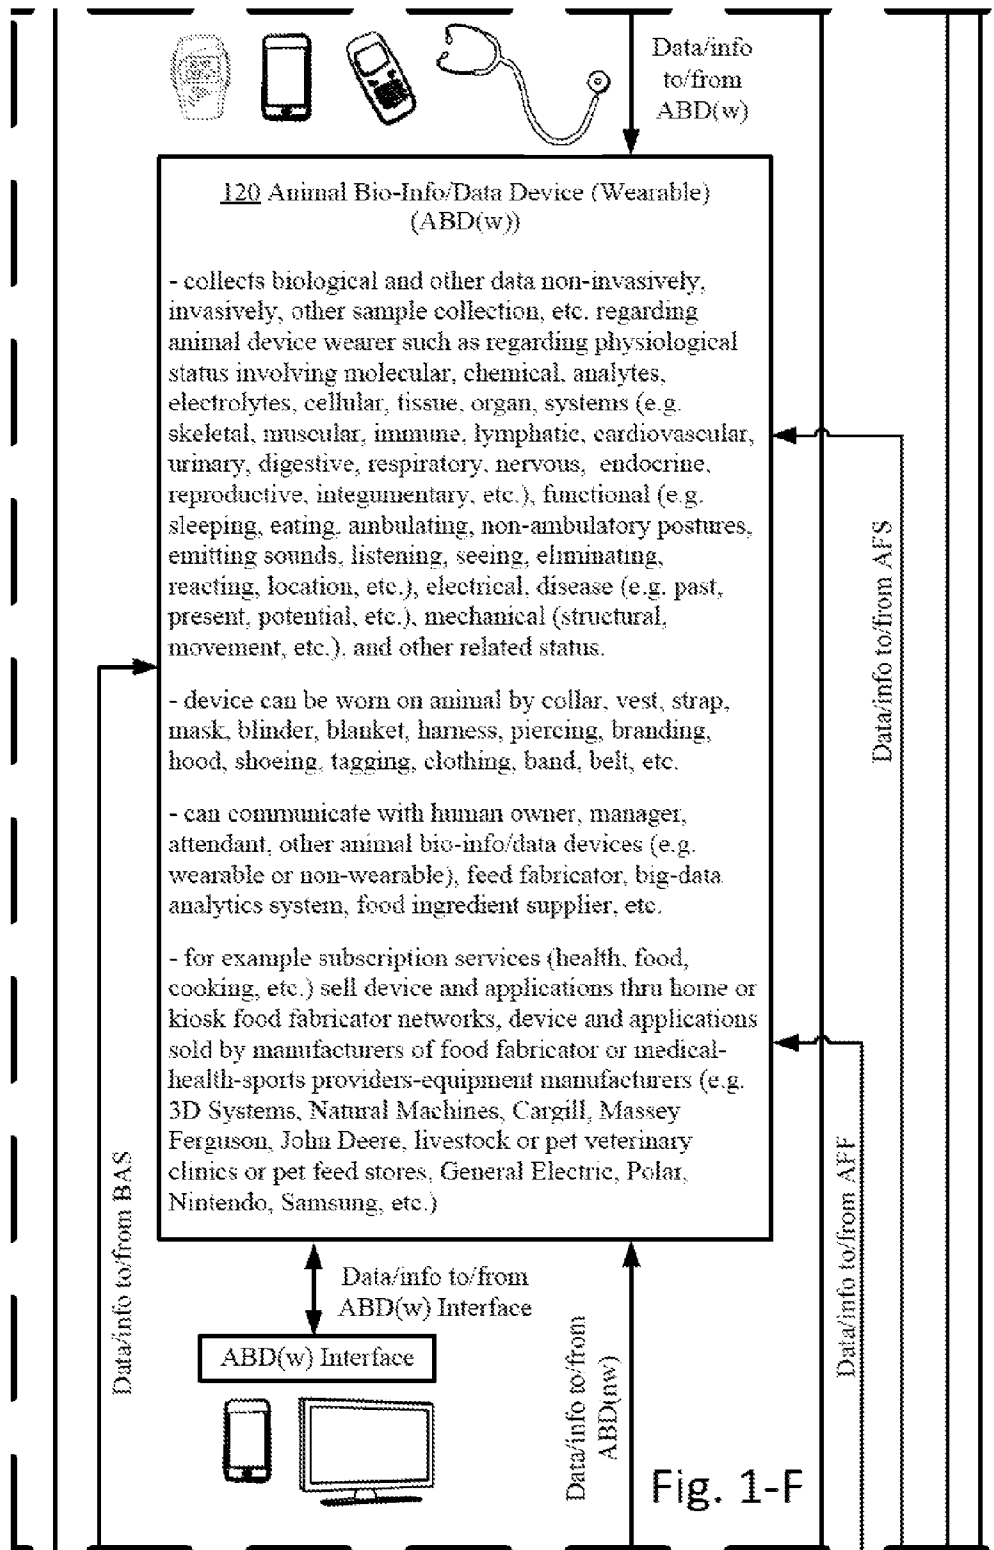 Data/info
to/from
ABD(w)
120 Animal Bio-Info/Data Device (Wearable)
(ABD(w))
- collects biological and other data non-invasively,
invasively, other sample collection, etc. regarding
animal device wearer such as regarding physiological
status involving molecular, chemical, analytes,
electrolytes, cellular, tissue, organ, systems (e.g.
skeletal, muscular, immune, lymphatic, cardiovascular,
urinary, digestive, respiratory, nervous, endocrine,
reproductive, integumentary, etc.), functional (e.g.
sleeping, eating, ambulating, non-ambulatory postures,
emitting sounds, listening, seeing, eliminating,
reacting, location, etc.), electrical, disease (e.g. past,
present, potential, etc.), mechanical (structural,
movement, etc.), and other related status.
- device can be worn on animal by collar, vest, strap,
mask, blinder, blanket, harness, piercing, branding,
hood, shoeing, tagging, clothing, band, belt, etc.
- can communicate with human owner, manager,
attendant, other animal bio-info/data devices (e.g.
wearable or non-wearable), feed fabricator, big-data
analytics system, food ingredient supplier, etc.
- for example subscription services (health, food,
cooking, etc.) sell device and applications thru home or
kiosk food fabricator networks, device and applications
sold by manufacturers of food fabricator or medical-
health-sports providers-equipment manufacturers (e.g.
3D Systems, Natural Machines, Cargill, Massey
Ferguson, John Deere, livestock or pet veterinary
clinics or pet feed stores, General Electric, Polar,
Nintendo, Samsung, etc.)
Data/info to/from AFS
Data/info to/from BAS
Data/info to/from AFF
Data/info to/from
ABD(w) Interface
ABD(w) Interface
Data/info to/from
ABD(nw)
Fig. 1-F